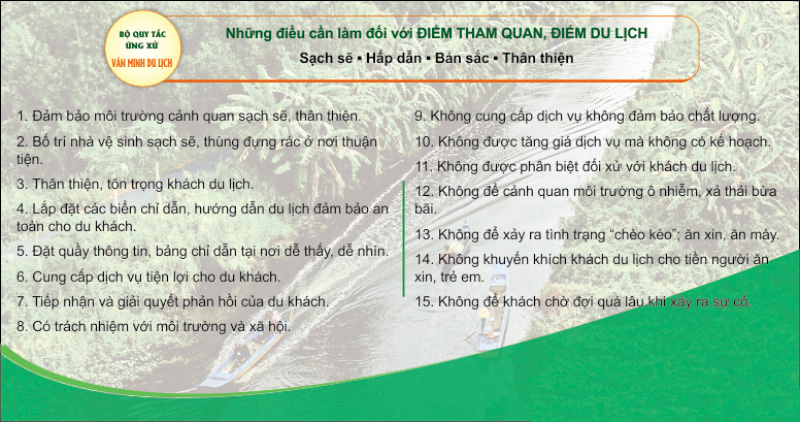 BỘ QUY TẮC
ỨNG XỬ
VĂN MINH DU LỊCH
Những điều cần làm đối với ĐIỂM THAM QUAN, ĐIỂM DU LỊCH
Sạch sẽ ▪ Hấp dẫn ▪ Bản sắc ▪ Thân thiện
1. Đảm bảo môi trường cảnh quan sạch sẽ, thân thiện.
2. Bố trí nhà vệ sinh sạch sẽ, thùng đựng rác ở nơi thuận
tiện.
3. Thân thiện, tôn trọng khách du lịch.
4. Lắp đặt các biển chỉ dẫn, hướng dẫn du lịch đảm bảo an
toàn cho du khách.
5. Đặt quầy thông tin, bảng chỉ dẫn tại nơi dễ thấy, dễ nhìn.
6. Cung cấp dịch vụ tiện lợi cho du khách.
7. Tiếp nhận và giải quyết phản hồi của du khách.
8. Có trách nhiệm với môi trường và xã hội.
9. Không cung cấp dịch vụ không đảm bảo chất lượng.
10. Không được tăng giá dịch vụ mà không có kế hoạch.
11. Không được phân biệt đối xử với khách du lịch.
12. Không để cảnh quan môi trường ô nhiễm, xả thải bừa
bãi.
13. Không để xảy ra tình trạng “chèo kéo”; ăn xin, ăn mày.
14. Không khuyến khích khách du lịch cho tiền người ăn
xin, trẻ em.
15. Không để khách chờ đợi quá lâu khi xảy ra sự cố.